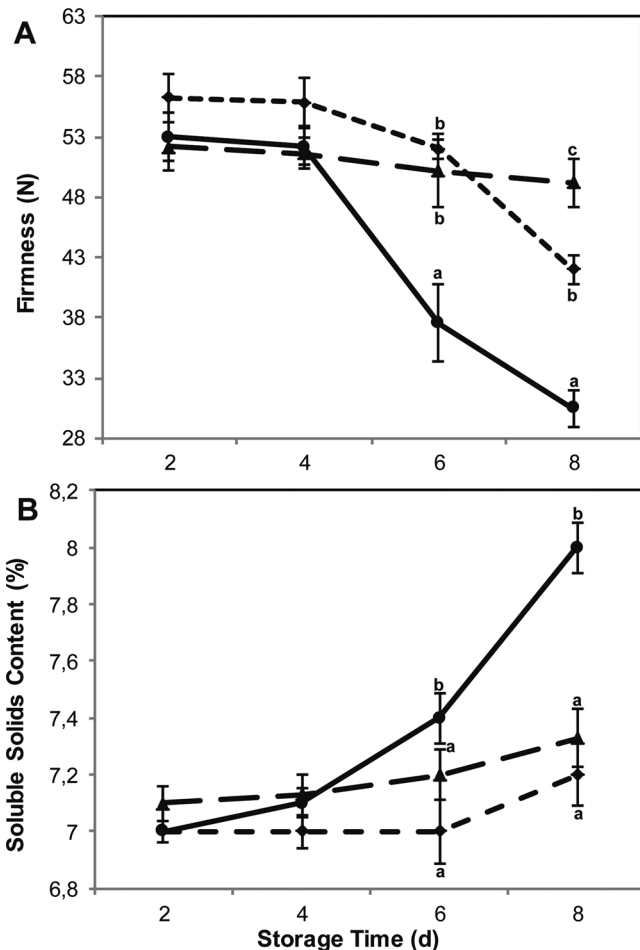 A
63
58
53
48
43
38
33
28
Firmness (N)
b
b
a
c
b
a
2 4 6 8
B
8,2
8
7,8
7,6
7,4
7,2
7
6,8
Soluble Solids Content (%)
b
a
a
b
a
a
2 4 6 8
Storage Time (d)